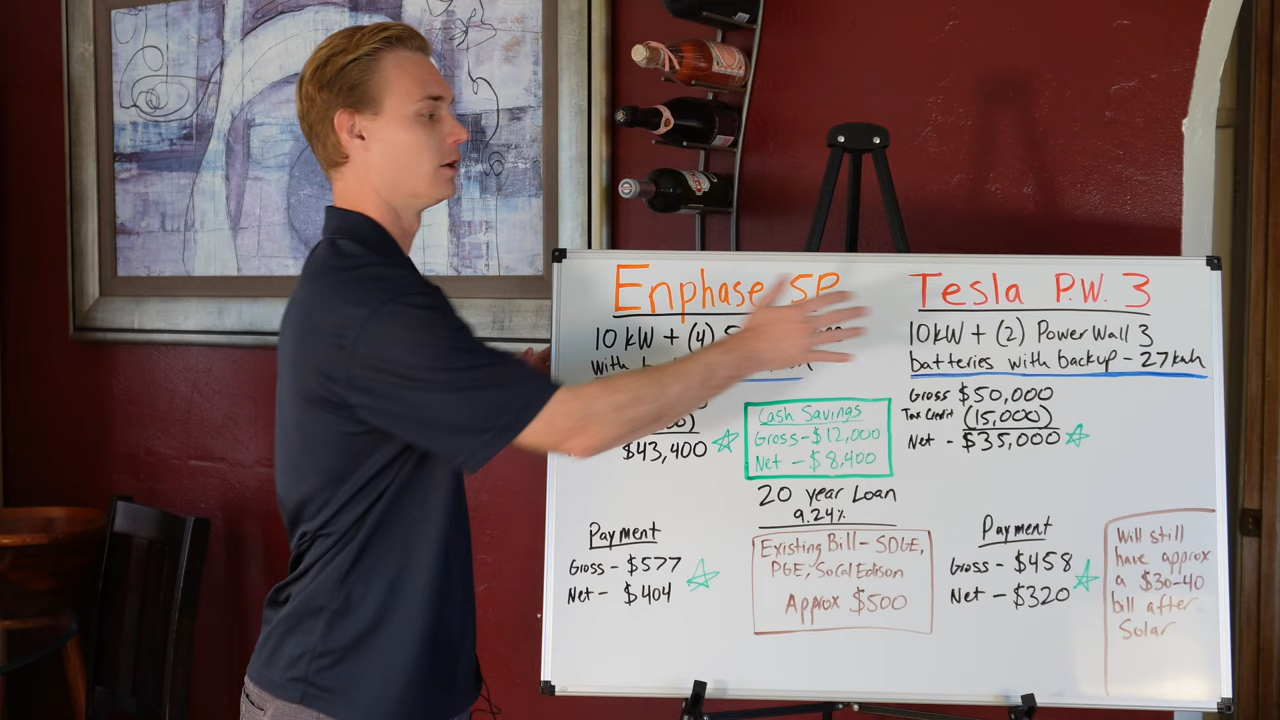 Enphase 5P
10 kW + (4)
with
$43,400
Cash Savings
Gross - $12,000
Net - $8,400
20 year Loan
9.24%
Payment
Gross - $577
Net - $404
Existing Bill - SDGE,
PGE, SoCal Edison
Approx $500
Tesla P.W. 3
10kW + (2) PowerWall 3
batteries with backup - 27kwh
Gross $50,000
Tax Credit (15,000)
Net - $35,000
Payment
Gross - $458
Net - $320
Will still
have approx
a $30-40
bill after
Solar